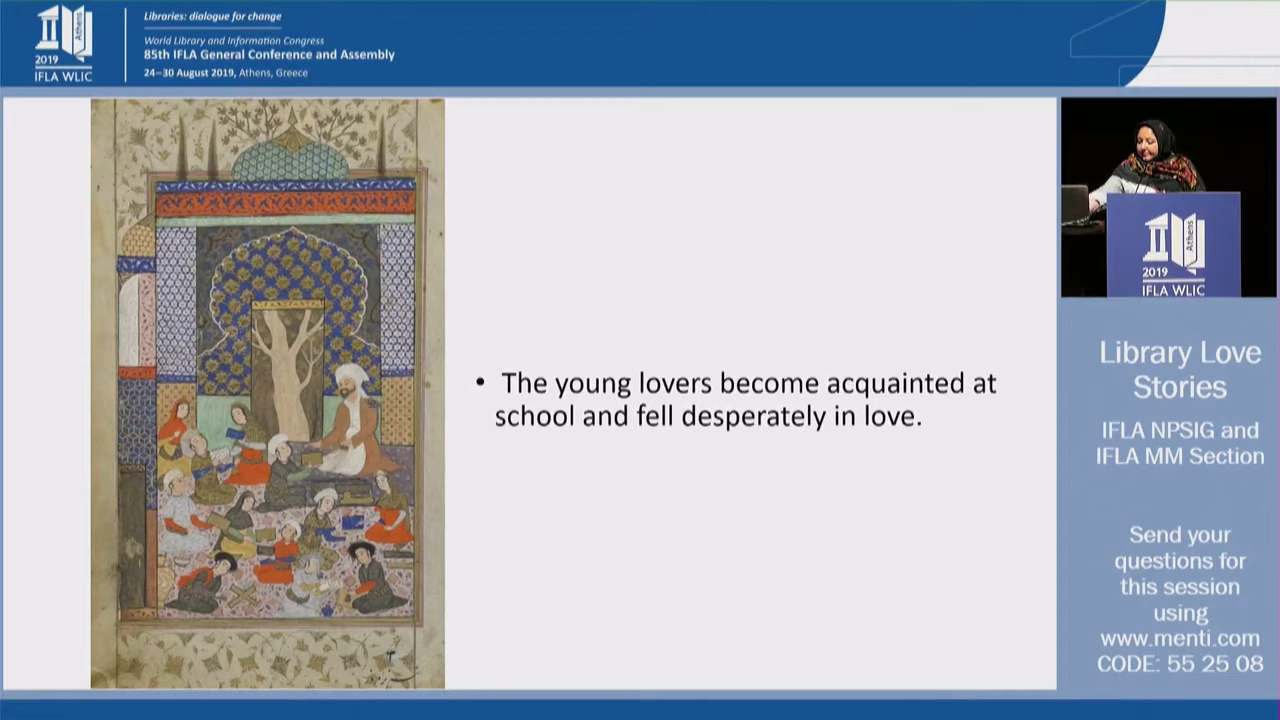 Libraries: dialogue for change
World Library and Information Congress
85th IFLA General Conference and Assembly
24–30 August 2019, Athens, Greece
Athens
2019
IFLA WLIC
• The young lovers become acquainted at
school and fell desperately in love.
Athens
2019
IFLA WLIC
Library Love
Stories
IFLA NPSIG and
IFLA MM Section
Send your
questions for
this session
using
www.menti.com
CODE: 55 25 08